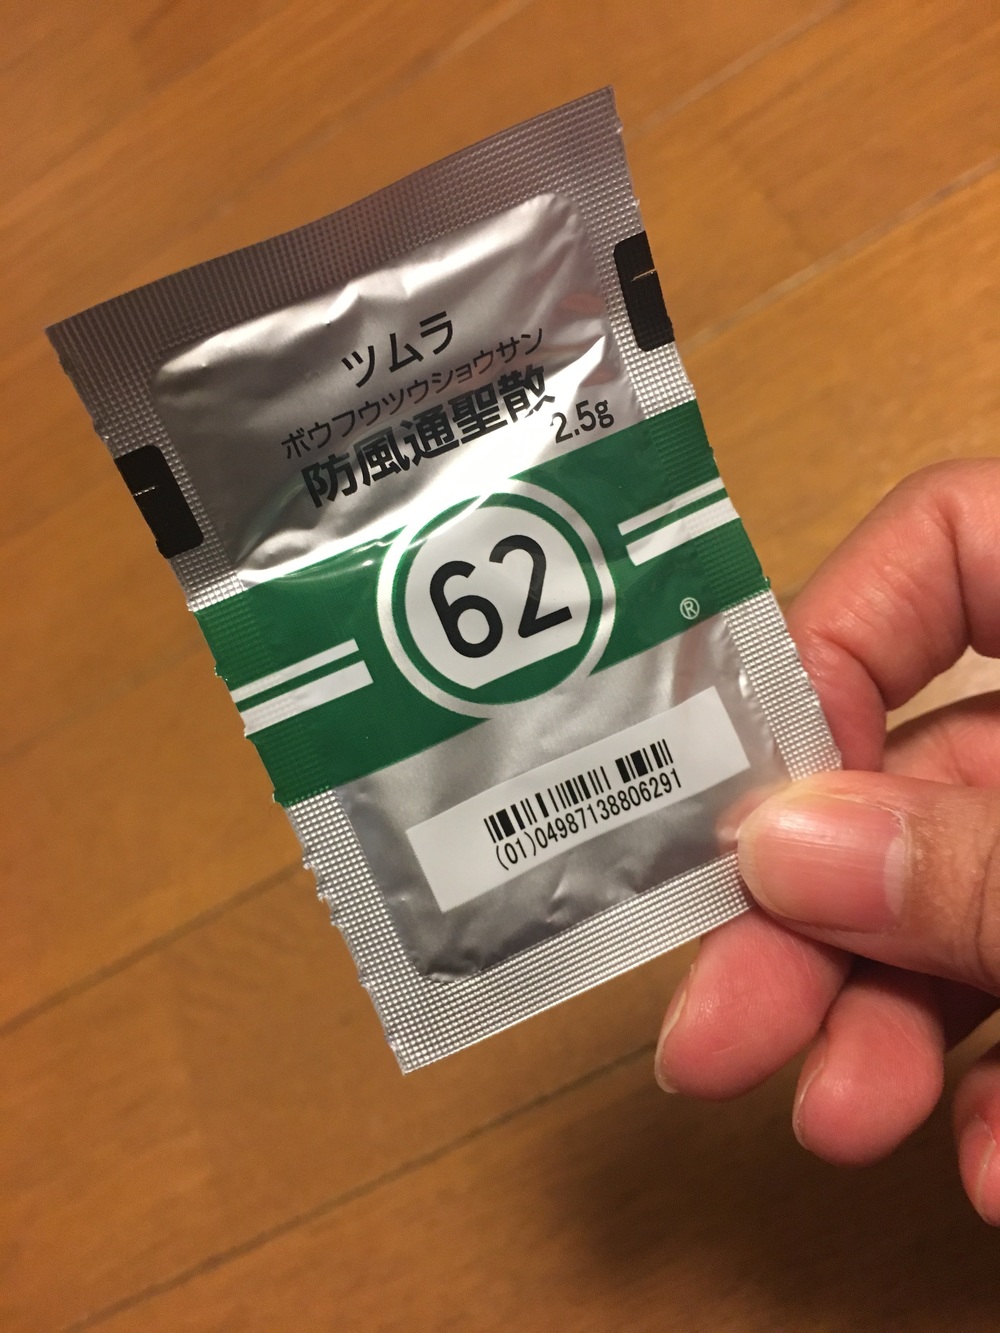 ツムラ
ボウフウツウショウサン
防風通聖散
2.5g
62
®
(01)04987138806291